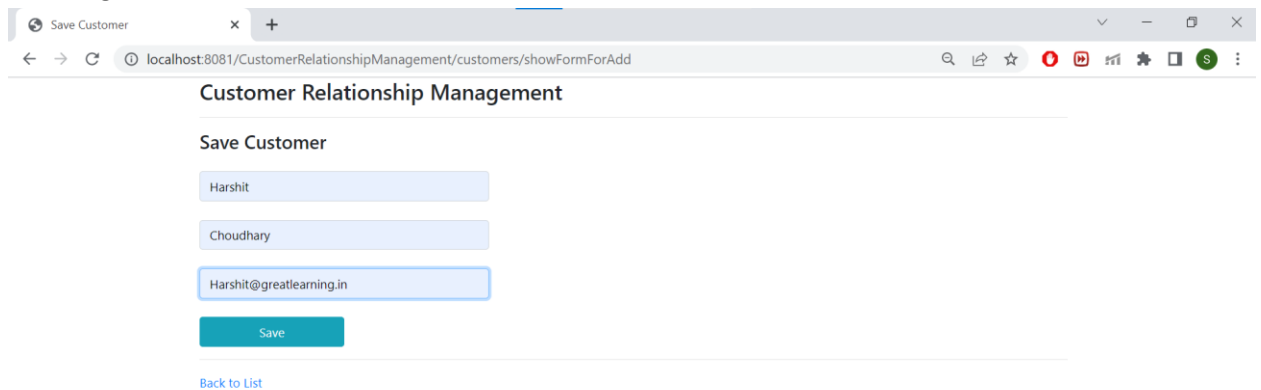 Save Customer
localhost:8081/CustomerRelationshipManagement/customers/showFormForAdd
S
Customer Relationship Management
Save Customer
Harshit
Choudhary
Harshit@greatlearning.in
Save
Back to List